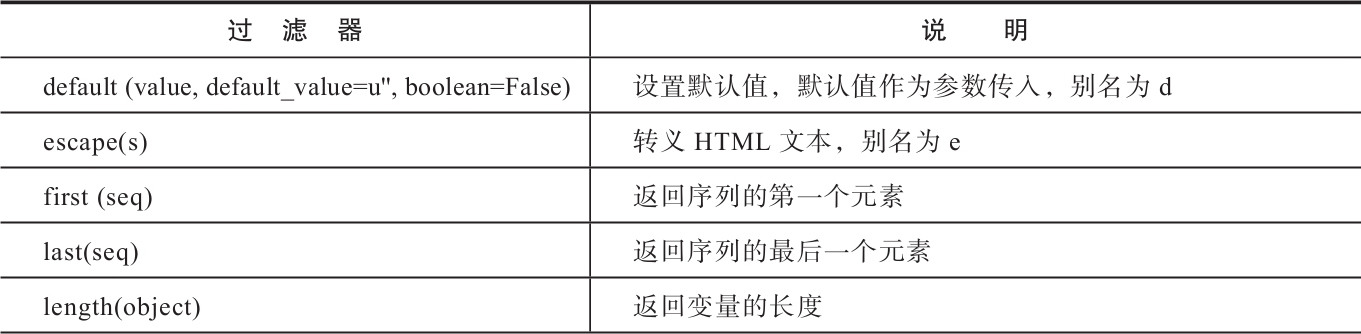 过滤器 说明
default (value, default_value=u'', boolean=False) 设置默认值，默认值作为参数传入，别名为 d
escape(s) 转义 HTML 文本，别名为 e
first (seq) 返回序列的第一个元素
last(seq) 返回序列的最后一个元素
length(object) 返回变量的长度